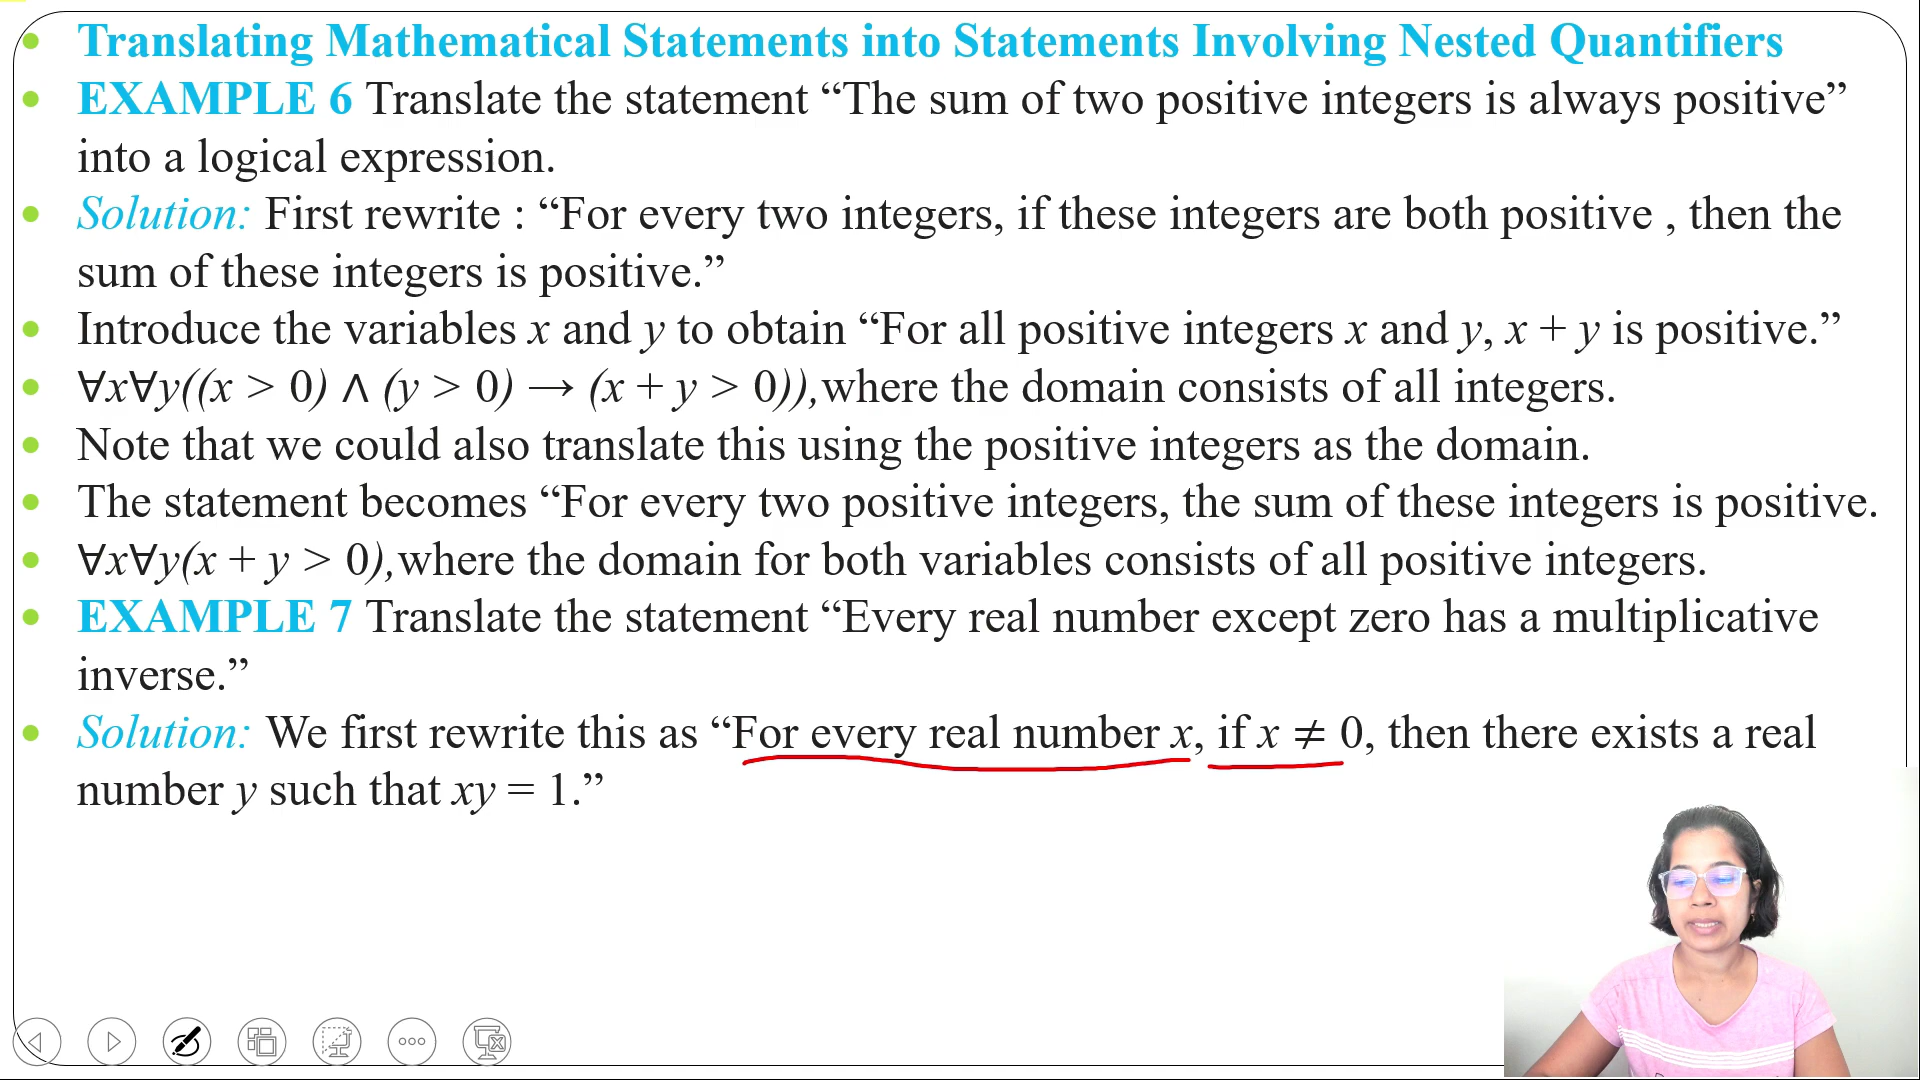 Translating Mathematical Statements into Statements Involving Nested Quantifiers
EXAMPLE 6 Translate the statement “The sum of two positive integers is always positive”
into a logical expression.
Solution: First rewrite : “For every two integers, if these integers are both positive , then the
sum of these integers is positive.”
Introduce the variables x and y to obtain “For all positive integers x and y, x + y is positive.”
∀x∀y((x > 0) ∧ (y > 0) → (x + y > 0)),where the domain consists of all integers.
Note that we could also translate this using the positive integers as the domain.
The statement becomes “For every two positive integers, the sum of these integers is positive.
∀x∀y(x + y > 0),where the domain for both variables consists of all positive integers.
EXAMPLE 7 Translate the statement “Every real number except zero has a multiplicative
inverse.”
Solution: We first rewrite this as “For every real number x, if x ≠ 0, then there exists a real
number y such that xy = 1.”